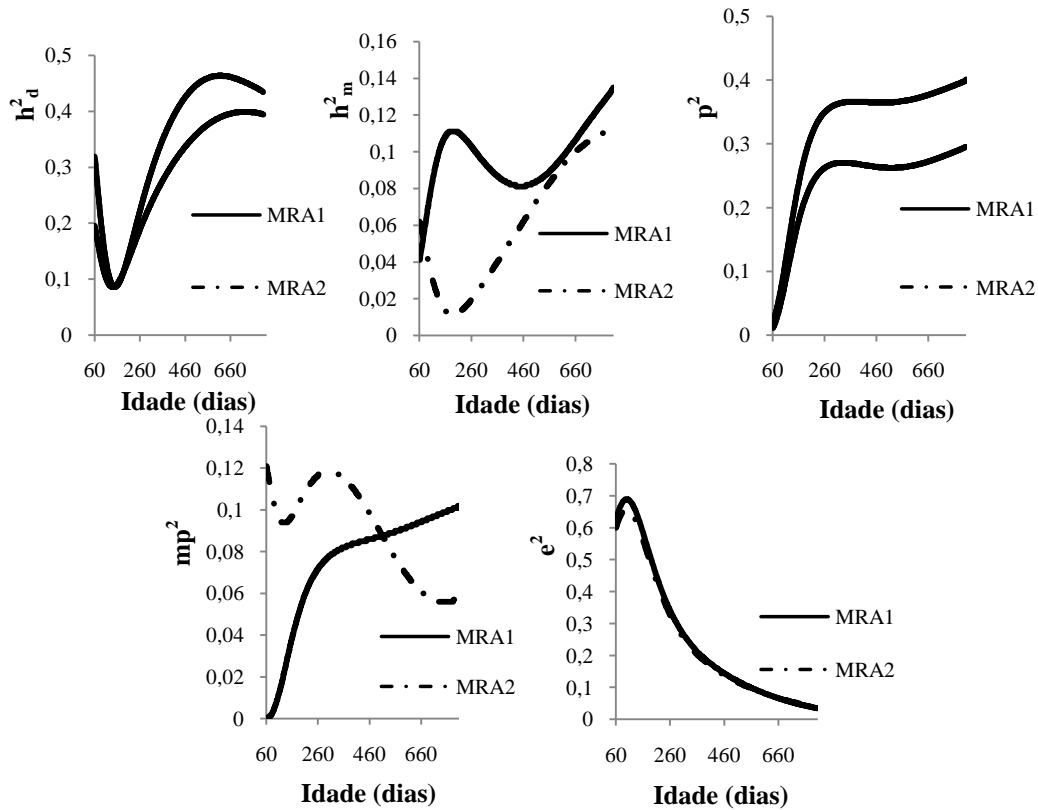 h²d
0,5
0,4
0,3
0,2
0,1
0
60 260 460 660
Idade (dias)
MRA1
MRA2
h²m
0,16
0,14
0,12
0,1
0,08
0,06
0,04
0,02
0
60 260 460 660
Idade (dias)
MRA1
MRA2
p²
0,5
0,4
0,3
0,2
0,1
0
60 260 460 660
Idade (dias)
MRA1
MRA2
mp²
0,14
0,12
0,1
0,08
0,06
0,04
0,02
0
60 260 460 660
Idade (dias)
MRA1
MRA2
e²
0,8
0,7
0,6
0,5
0,4
0,3
0,2
0,1
0
60 260 460 660
Idade (dias)
MRA1
MRA2